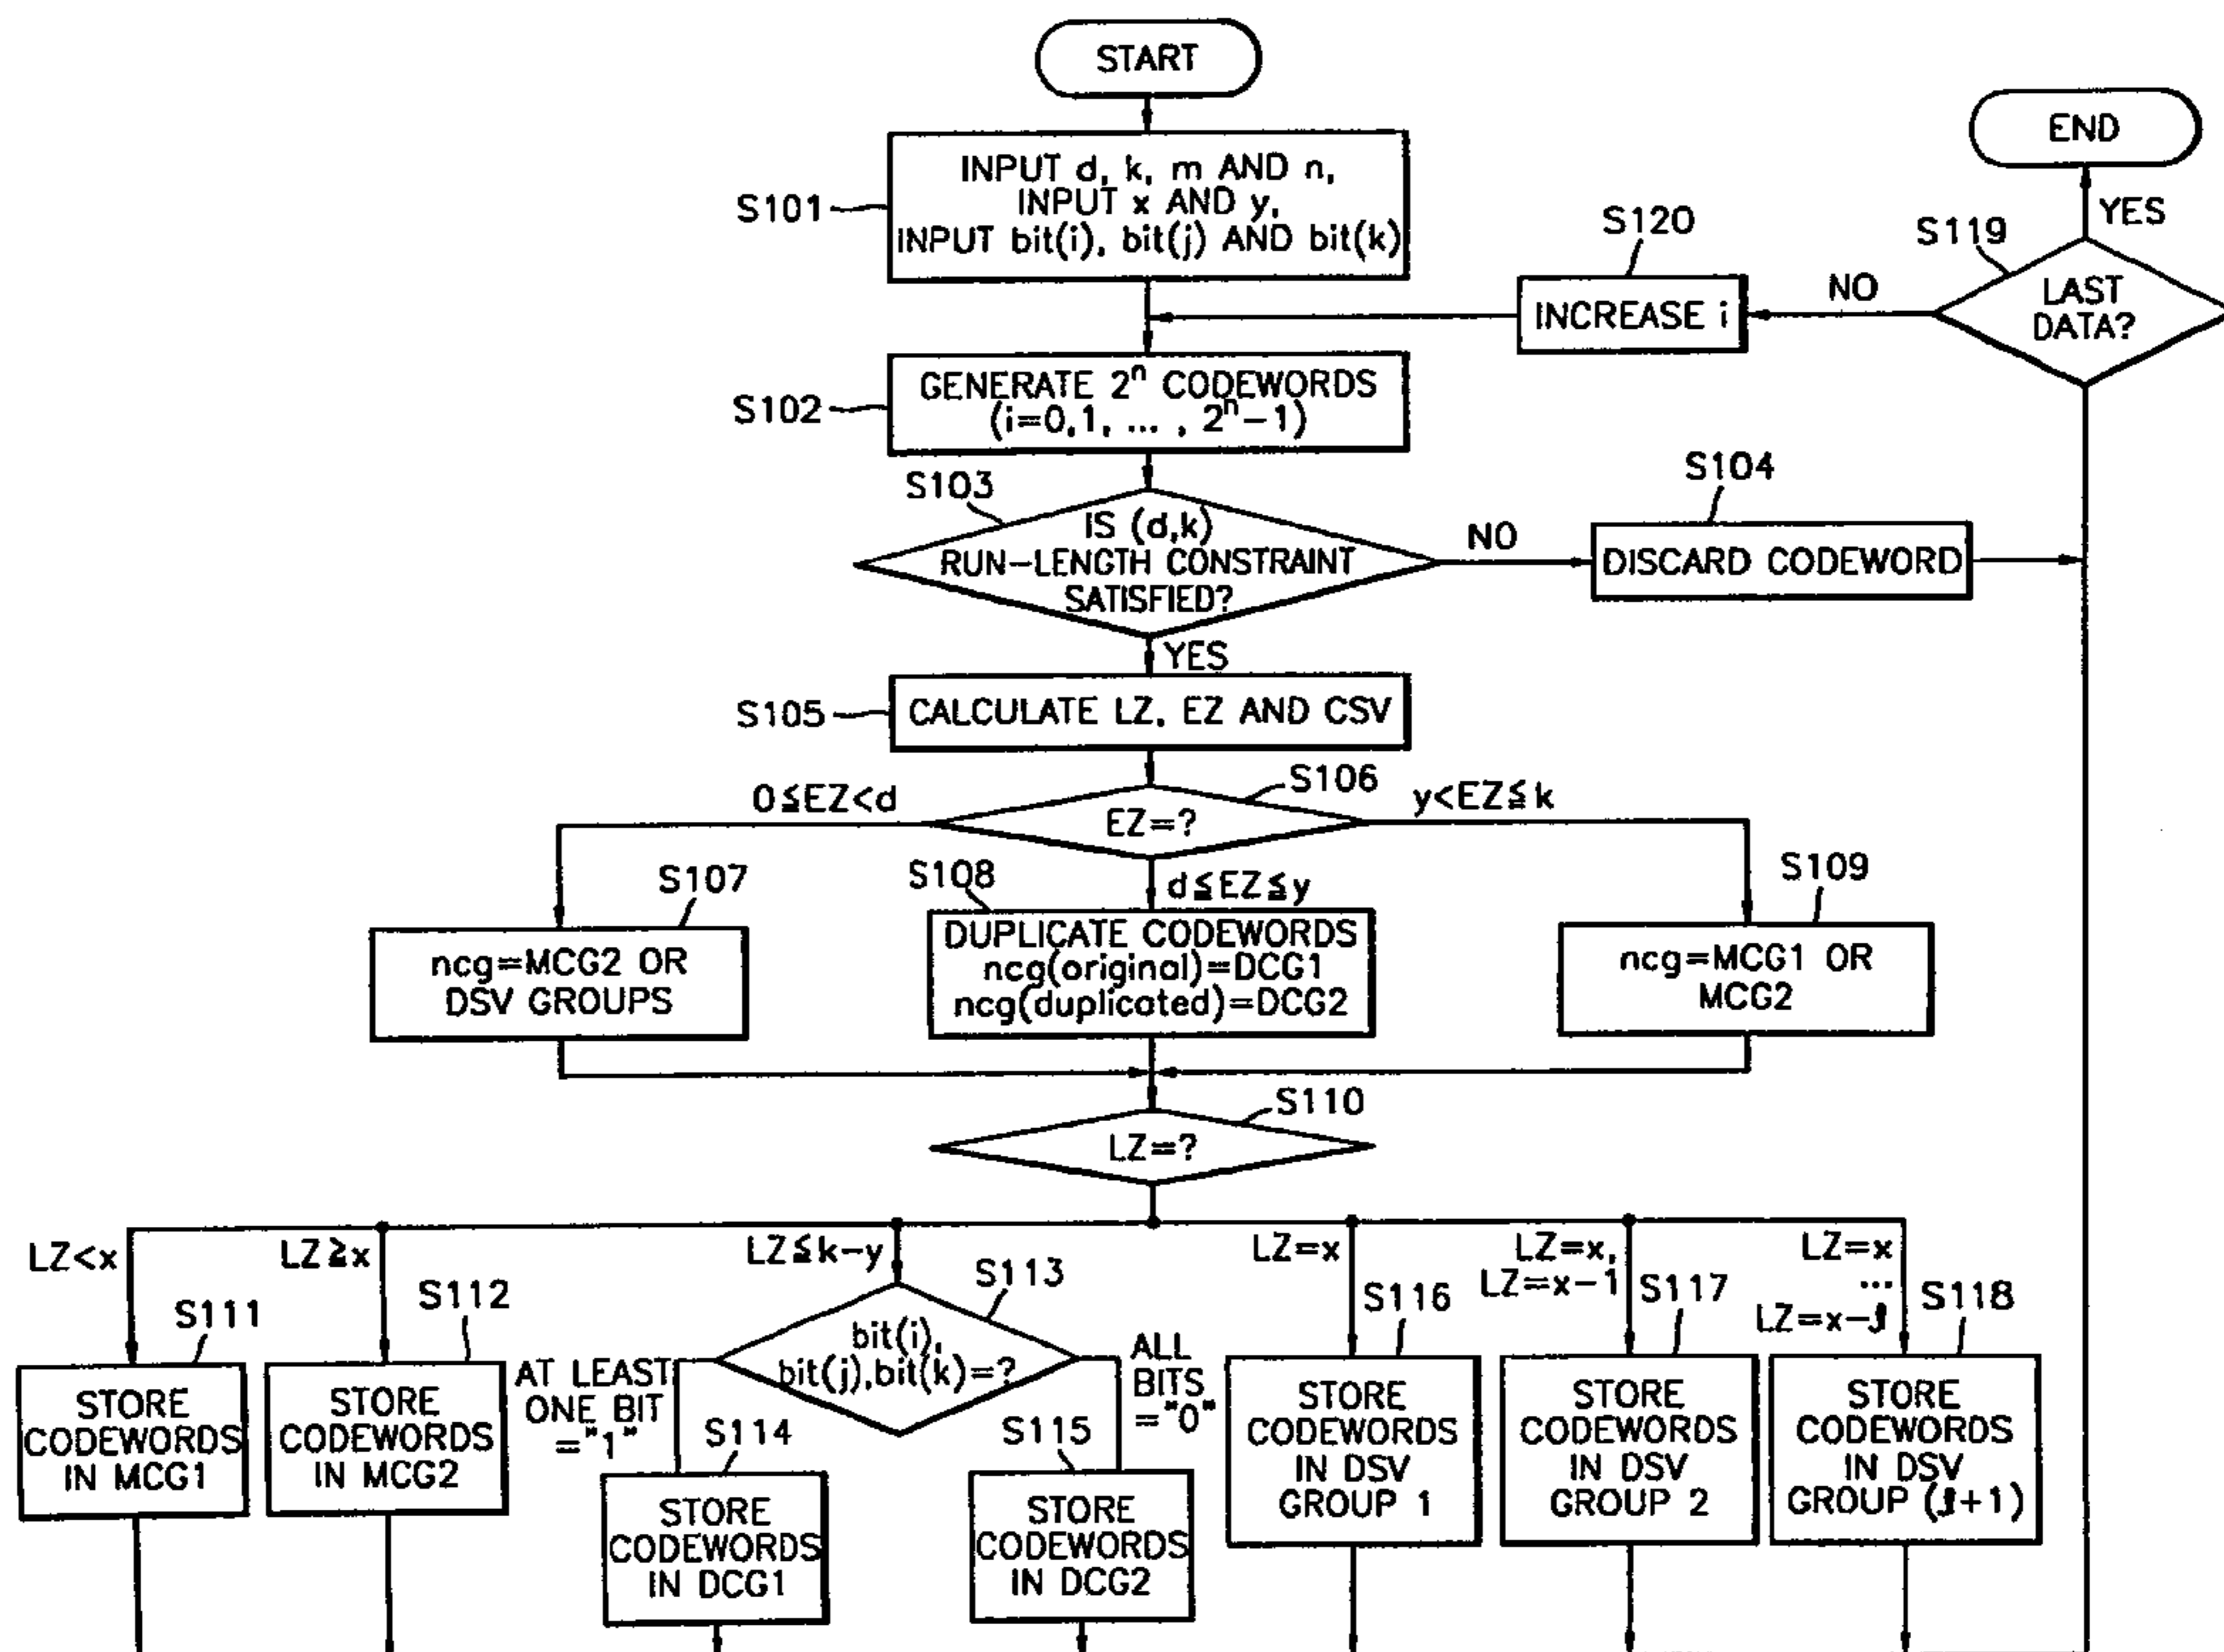 START
END
INPUT d, k, m AND n,
INPUT x AND y,
INPUT bit(i), bit(j) AND bit(k)
S101
S120
S119
YES
INCREASE i
NO
LAST
DATA?
GENERATE 2ⁿ CODEWORDS
(i=0,1, ... , 2ⁿ−1)
S102
S103
IS (d,k)
RUN-LENGTH CONSTRAINT
SATISFIED?
NO
S104
DISCARD CODEWORD
YES
S105
CALCULATE LZ, EZ AND CSV
S106
0≦EZ<d
EZ=?
y<EZ≦k
S107
S108
d≦EZ≦y
S109
ncg=MCG2 OR
DSV GROUPS
DUPLICATE CODEWORDS
ncg(original)=DCG1
ncg(duplicated)=DCG2
ncg=MCG1 OR
MCG2
S110
LZ=?
LZ<x
LZ≧x
LZ≦k-y
LZ=x
LZ=x,
LZ=x-1
LZ=x
...
LZ=x-ℓ
S111
S112
S113
S116
S117
S118
bit(i),
bit(j),bit(k)=?
AT LEAST
ONE BIT
="1"
ALL
BITS
="0"
S114
S115
STORE
CODEWORDS
IN MCG1
STORE
CODEWORDS
IN MCG2
STORE
CODEWORDS
IN DCG1
STORE
CODEWORDS
IN DCG2
STORE
CODEWORDS
IN DSV
GROUP 1
STORE
CODEWORDS
IN DSV
GROUP 2
STORE
CODEWORDS
IN DSV
GROUP (ℓ+1)